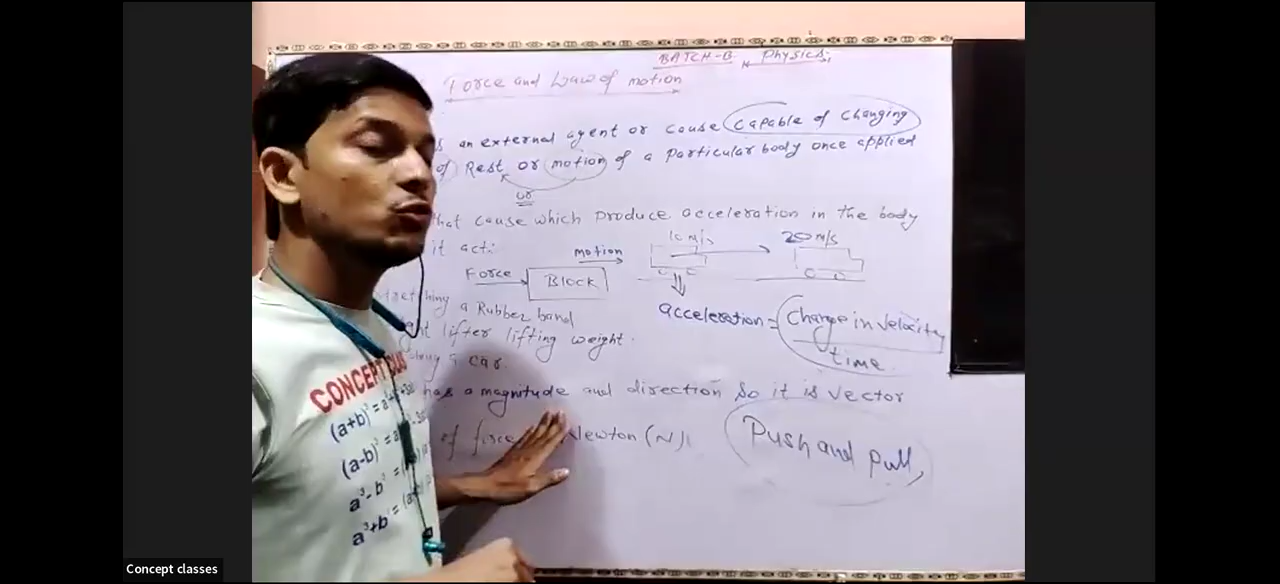 BATCH-B Physics
Force and Law of motion
s an external agent or cause capable of changing
of Rest or motion of a particular body once applied
or
hat cause which produce acceleration in the body
it act:
10 M/s
20 M/s
motion
Force
Block
a Rubber band
acceleration = Change in velocity
time
ght lifter lifting weight.
a car.
has a magnitude and direction so it is vector
of force Newton (N).
Push and Pull
CONCEPT
(a+b)² = a²+
(a-b)² = a
a³-b³ = (a
a³+b³ = (a
Concept classes